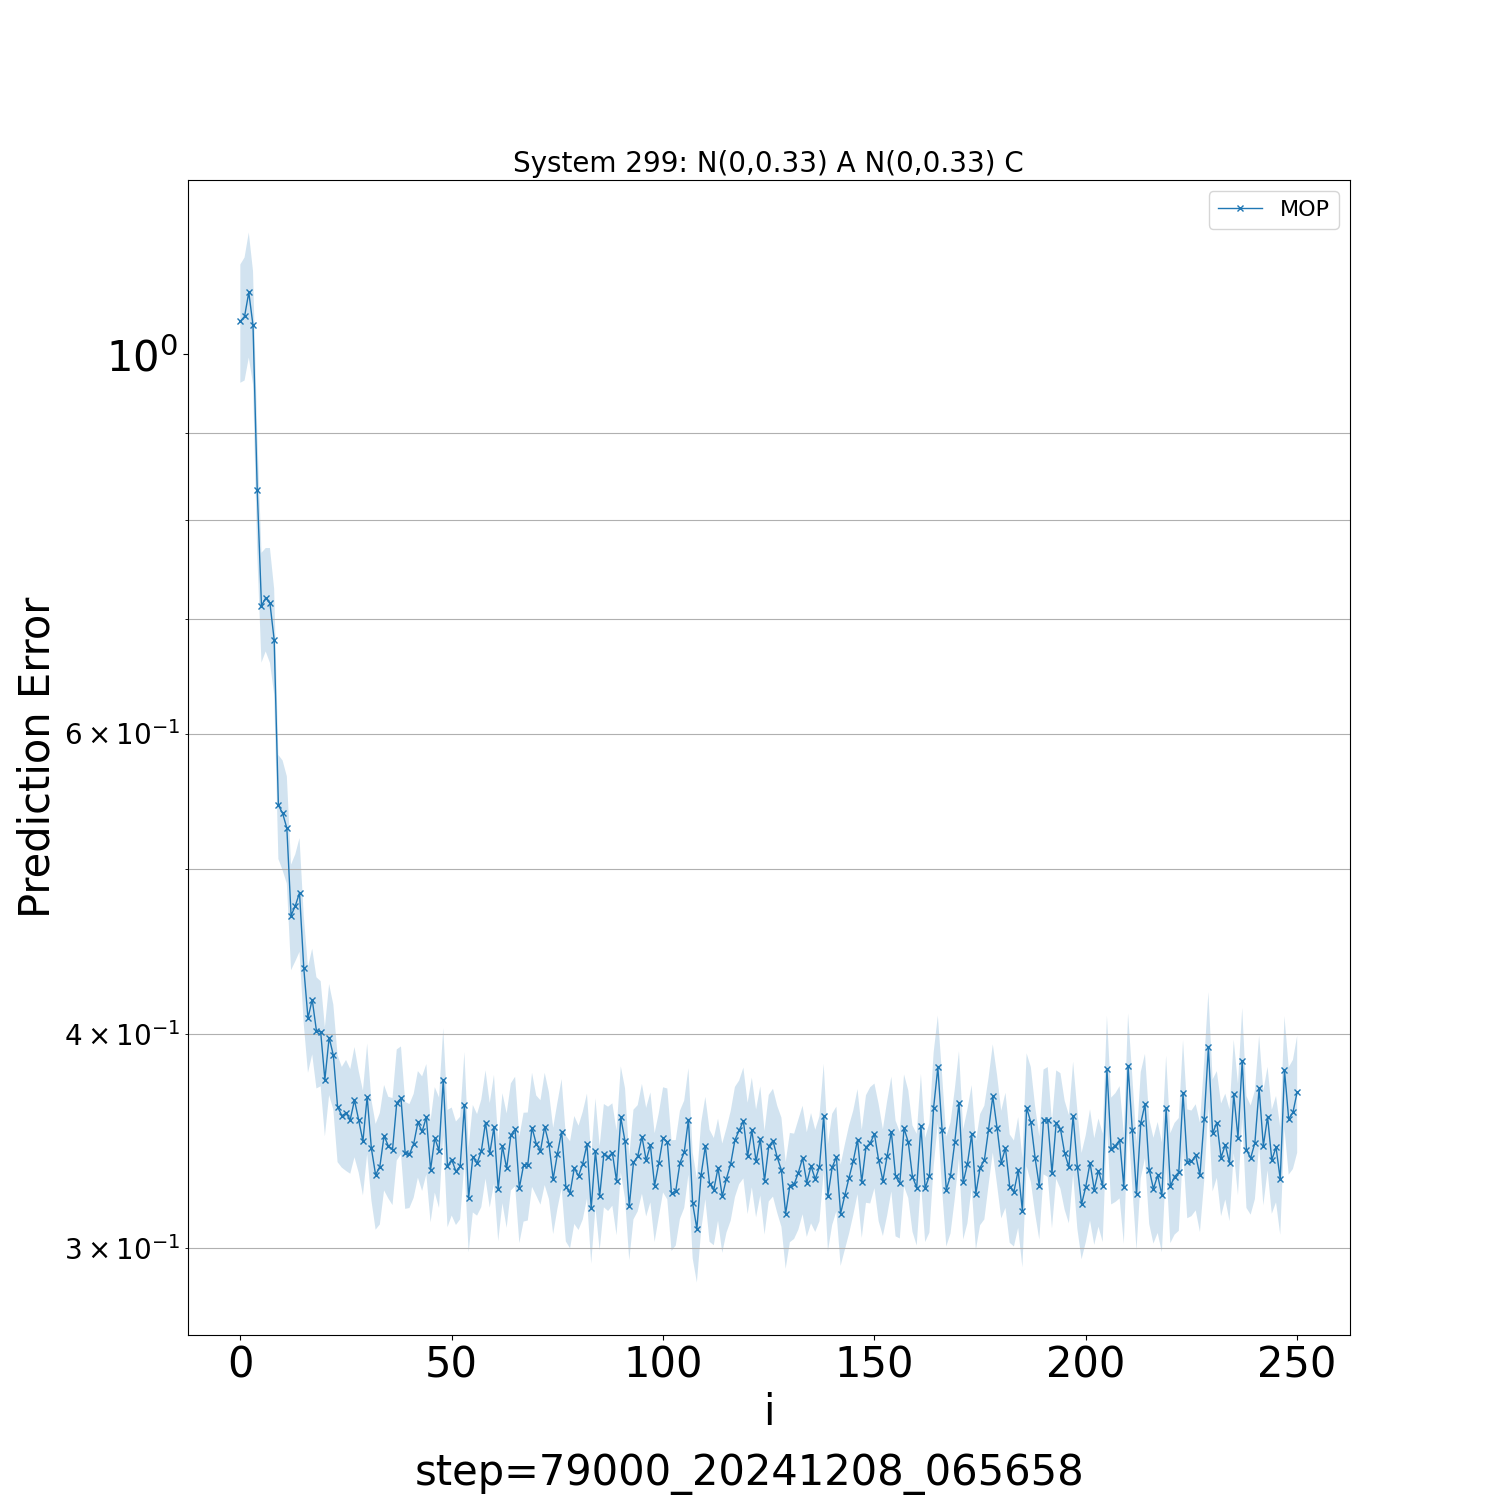 System 299: N(0,0.33) A N(0,0.33) C
MOP
10⁰
6 × 10⁻¹
4 × 10⁻¹
3 × 10⁻¹
Prediction Error
0 50 100 150 200 250
i
step=79000_20241208_065658